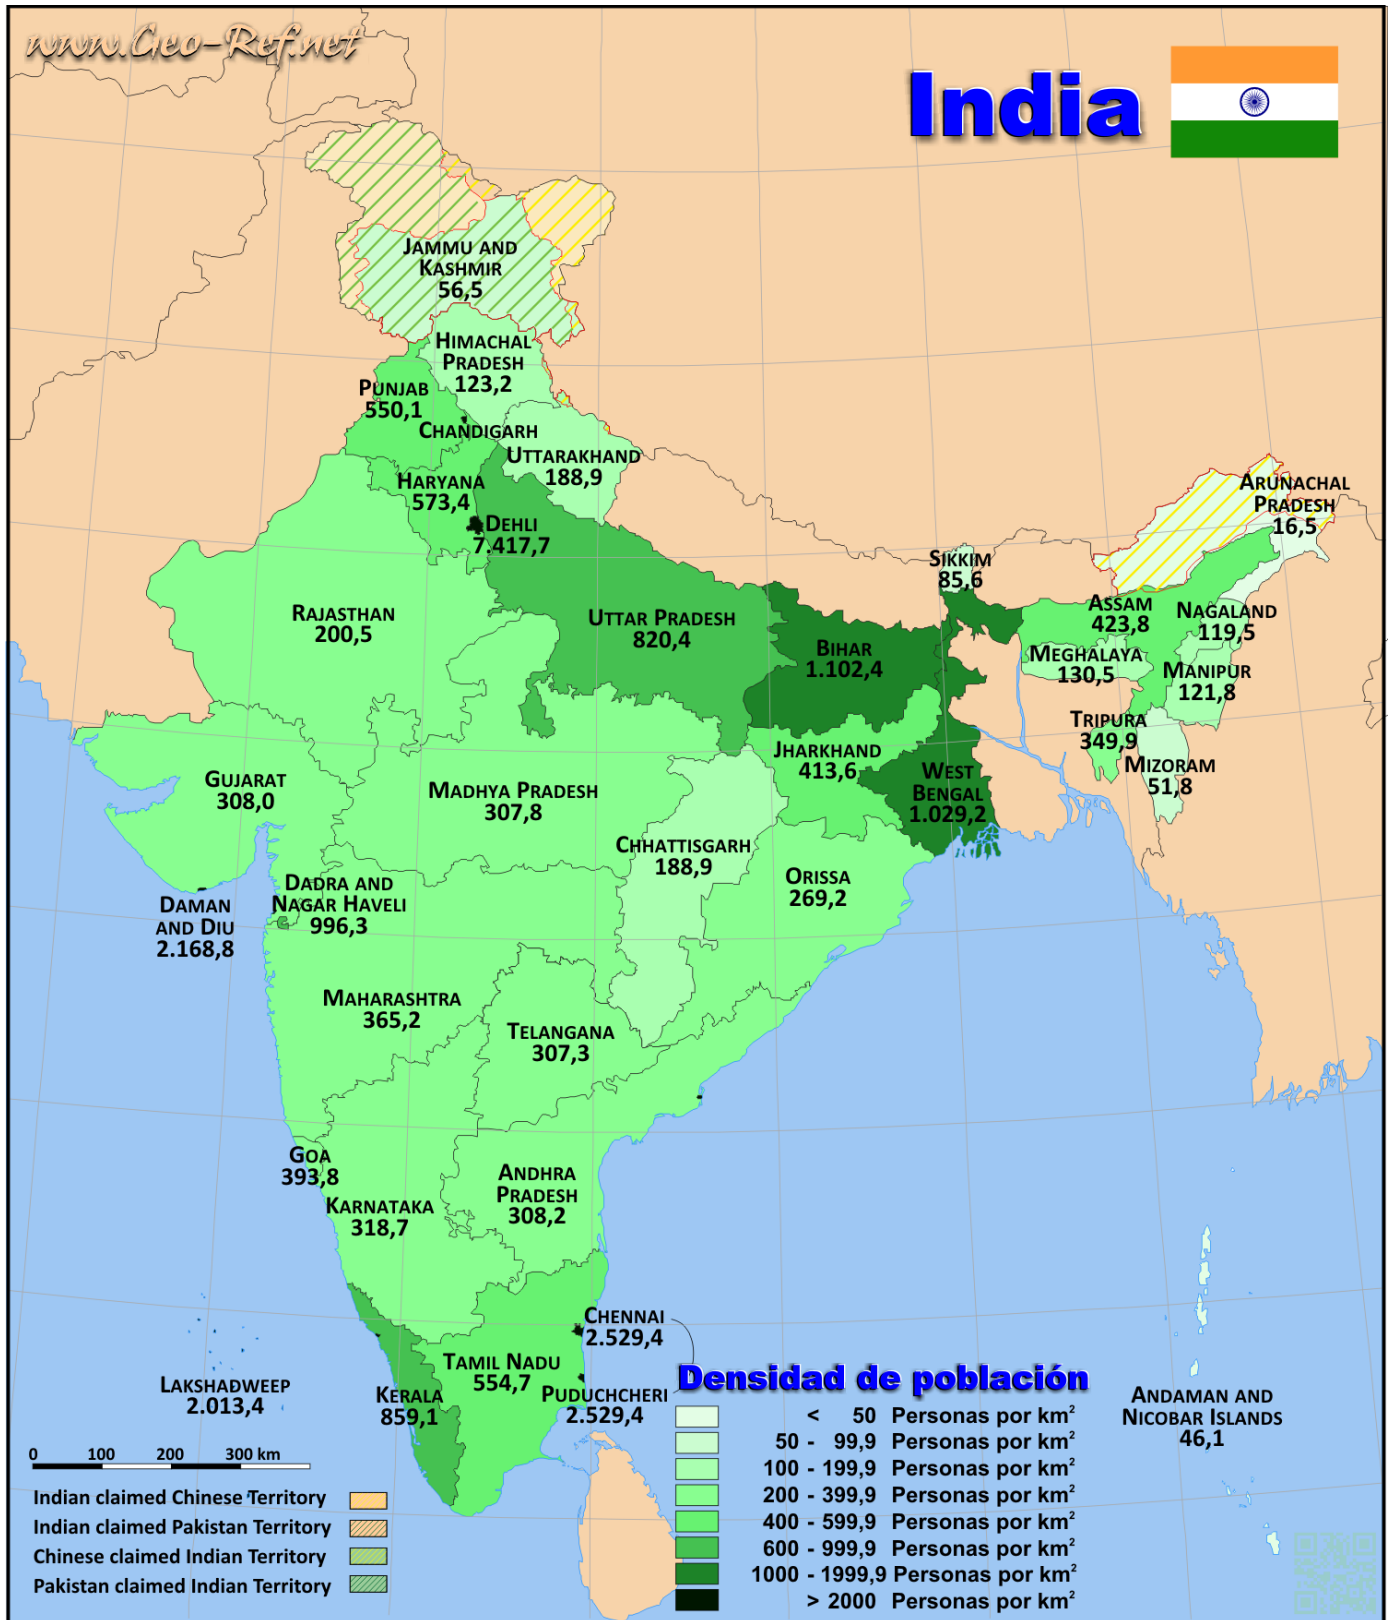 www.Geo-Ref.net
India
Jammu and
Kashmir
56,5
Himachal
Pradesh
123,2
Punjab
550,1
Chandigarh
Uttarakhand
188,9
Haryana
573,4
Dehli
7.417,7
Arunachal
Pradesh
16,5
Sikkim
85,6
Rajasthan
200,5
Uttar Pradesh
820,4
Bihar
1.102,4
Assam
423,8
Nagaland
119,5
Meghalaya
130,5
Manipur
121,8
Tripura
349,9
Mizoram
51,8
Jharkhand
413,6
West
Bengal
1.029,2
Gujarat
308,0
Madhya Pradesh
307,8
Chhattisgarh
188,9
Orissa
269,2
Daman
and Diu
2.168,8
Dadra and
Nagar Haveli
996,3
Maharashtra
365,2
Telangana
307,3
Goa
393,8
Andhra
Pradesh
308,2
Karnataka
318,7
Chennai
2.529,4
Tamil Nadu
554,7
Puduchcheri
2.529,4
Kerala
859,1
Lakshadweep
2.013,4
Andaman and
Nicobar Islands
46,1
0 100 200 300 km
Indian claimed Chinese Territory
Indian claimed Pakistan Territory
Chinese claimed Indian Territory
Pakistan claimed Indian Territory
Densidad de población
< 50 Personas por km²
50 - 99,9 Personas por km²
100 - 199,9 Personas por km²
200 - 399,9 Personas por km²
400 - 599,9 Personas por km²
600 - 999,9 Personas por km²
1000 - 1999,9 Personas por km²
> 2000 Personas por km²